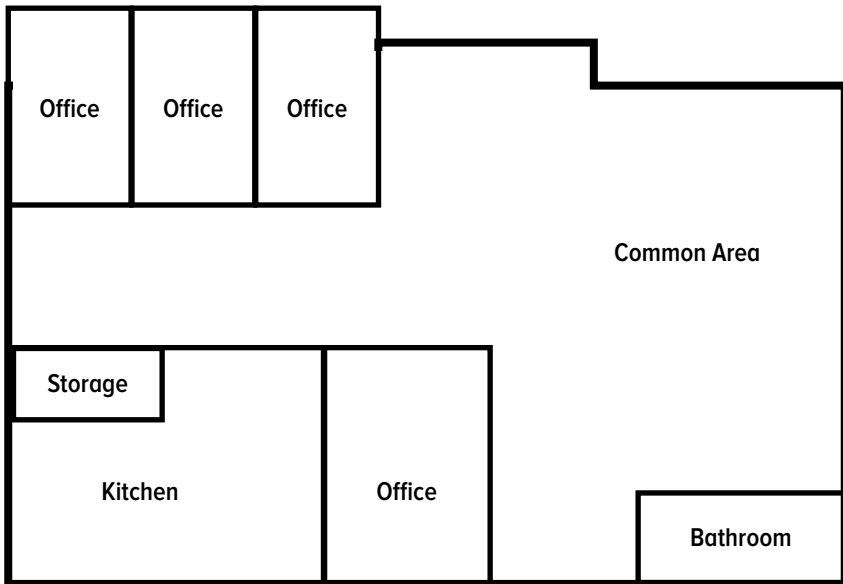 Office
Office
Office
Common Area
Storage
Kitchen
Office
Bathroom